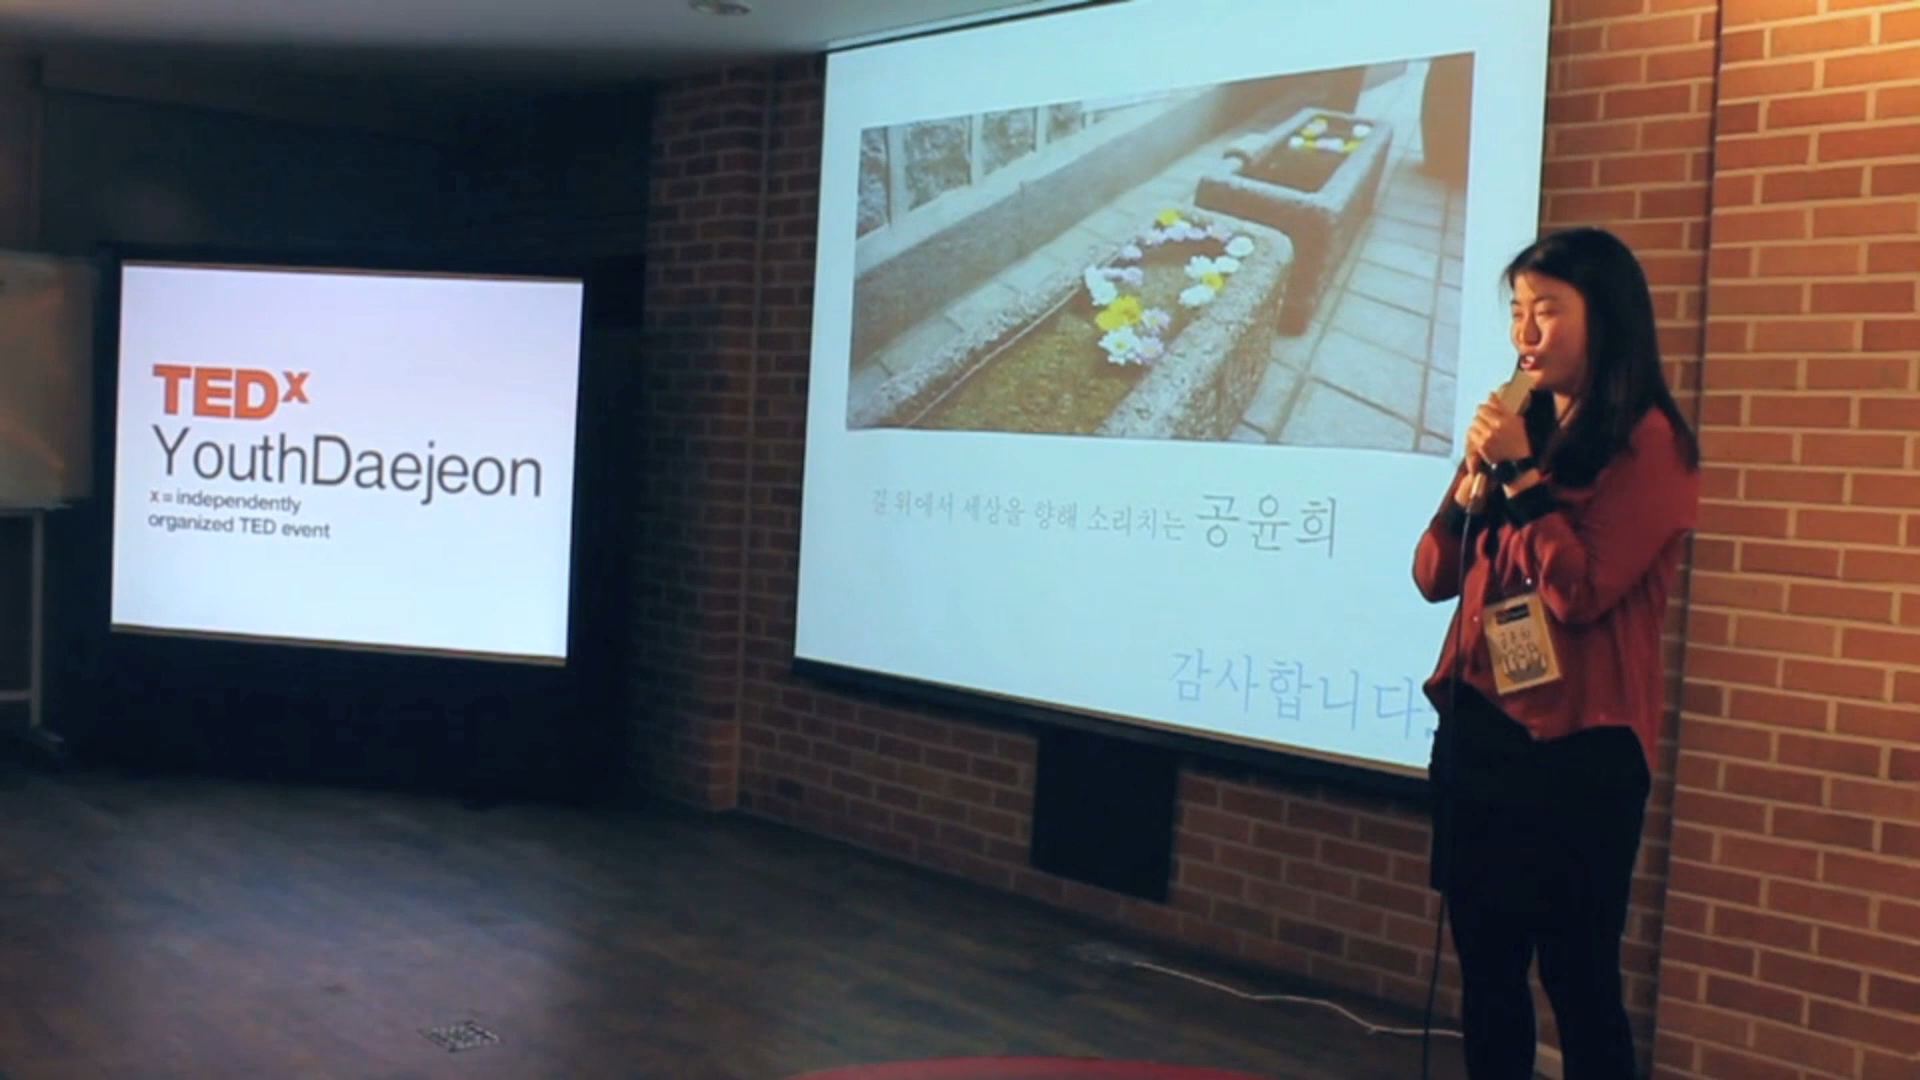 TEDx
YouthDaejeon
x = independently
organized TED event
길 위에서 세상을 향해 소리치는 공윤희
감사합니다.